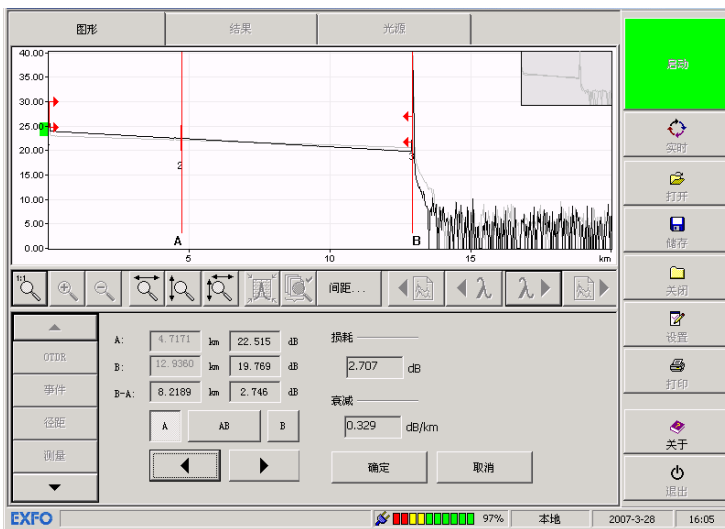 图形 结果 光源
启动
40.00
35.00
30.00
25.00
20.00
15.00
10.00
5.00
0.00
2
3
A B
5 10 15 km
实时
打开
储存
关闭
设置
打印
关于
退出
1:1
间距... λ λ
OTDR
事件
径距
测量
A: 4.7171 km 22.515 dB
B: 12.9360 km 19.769 dB
B-A: 8.2189 km 2.746 dB
A AB B
损耗
2.707 dB
衰减
0.329 dB/km
确定 取消
EXFO 97% 本地 2007-3-28 16:05